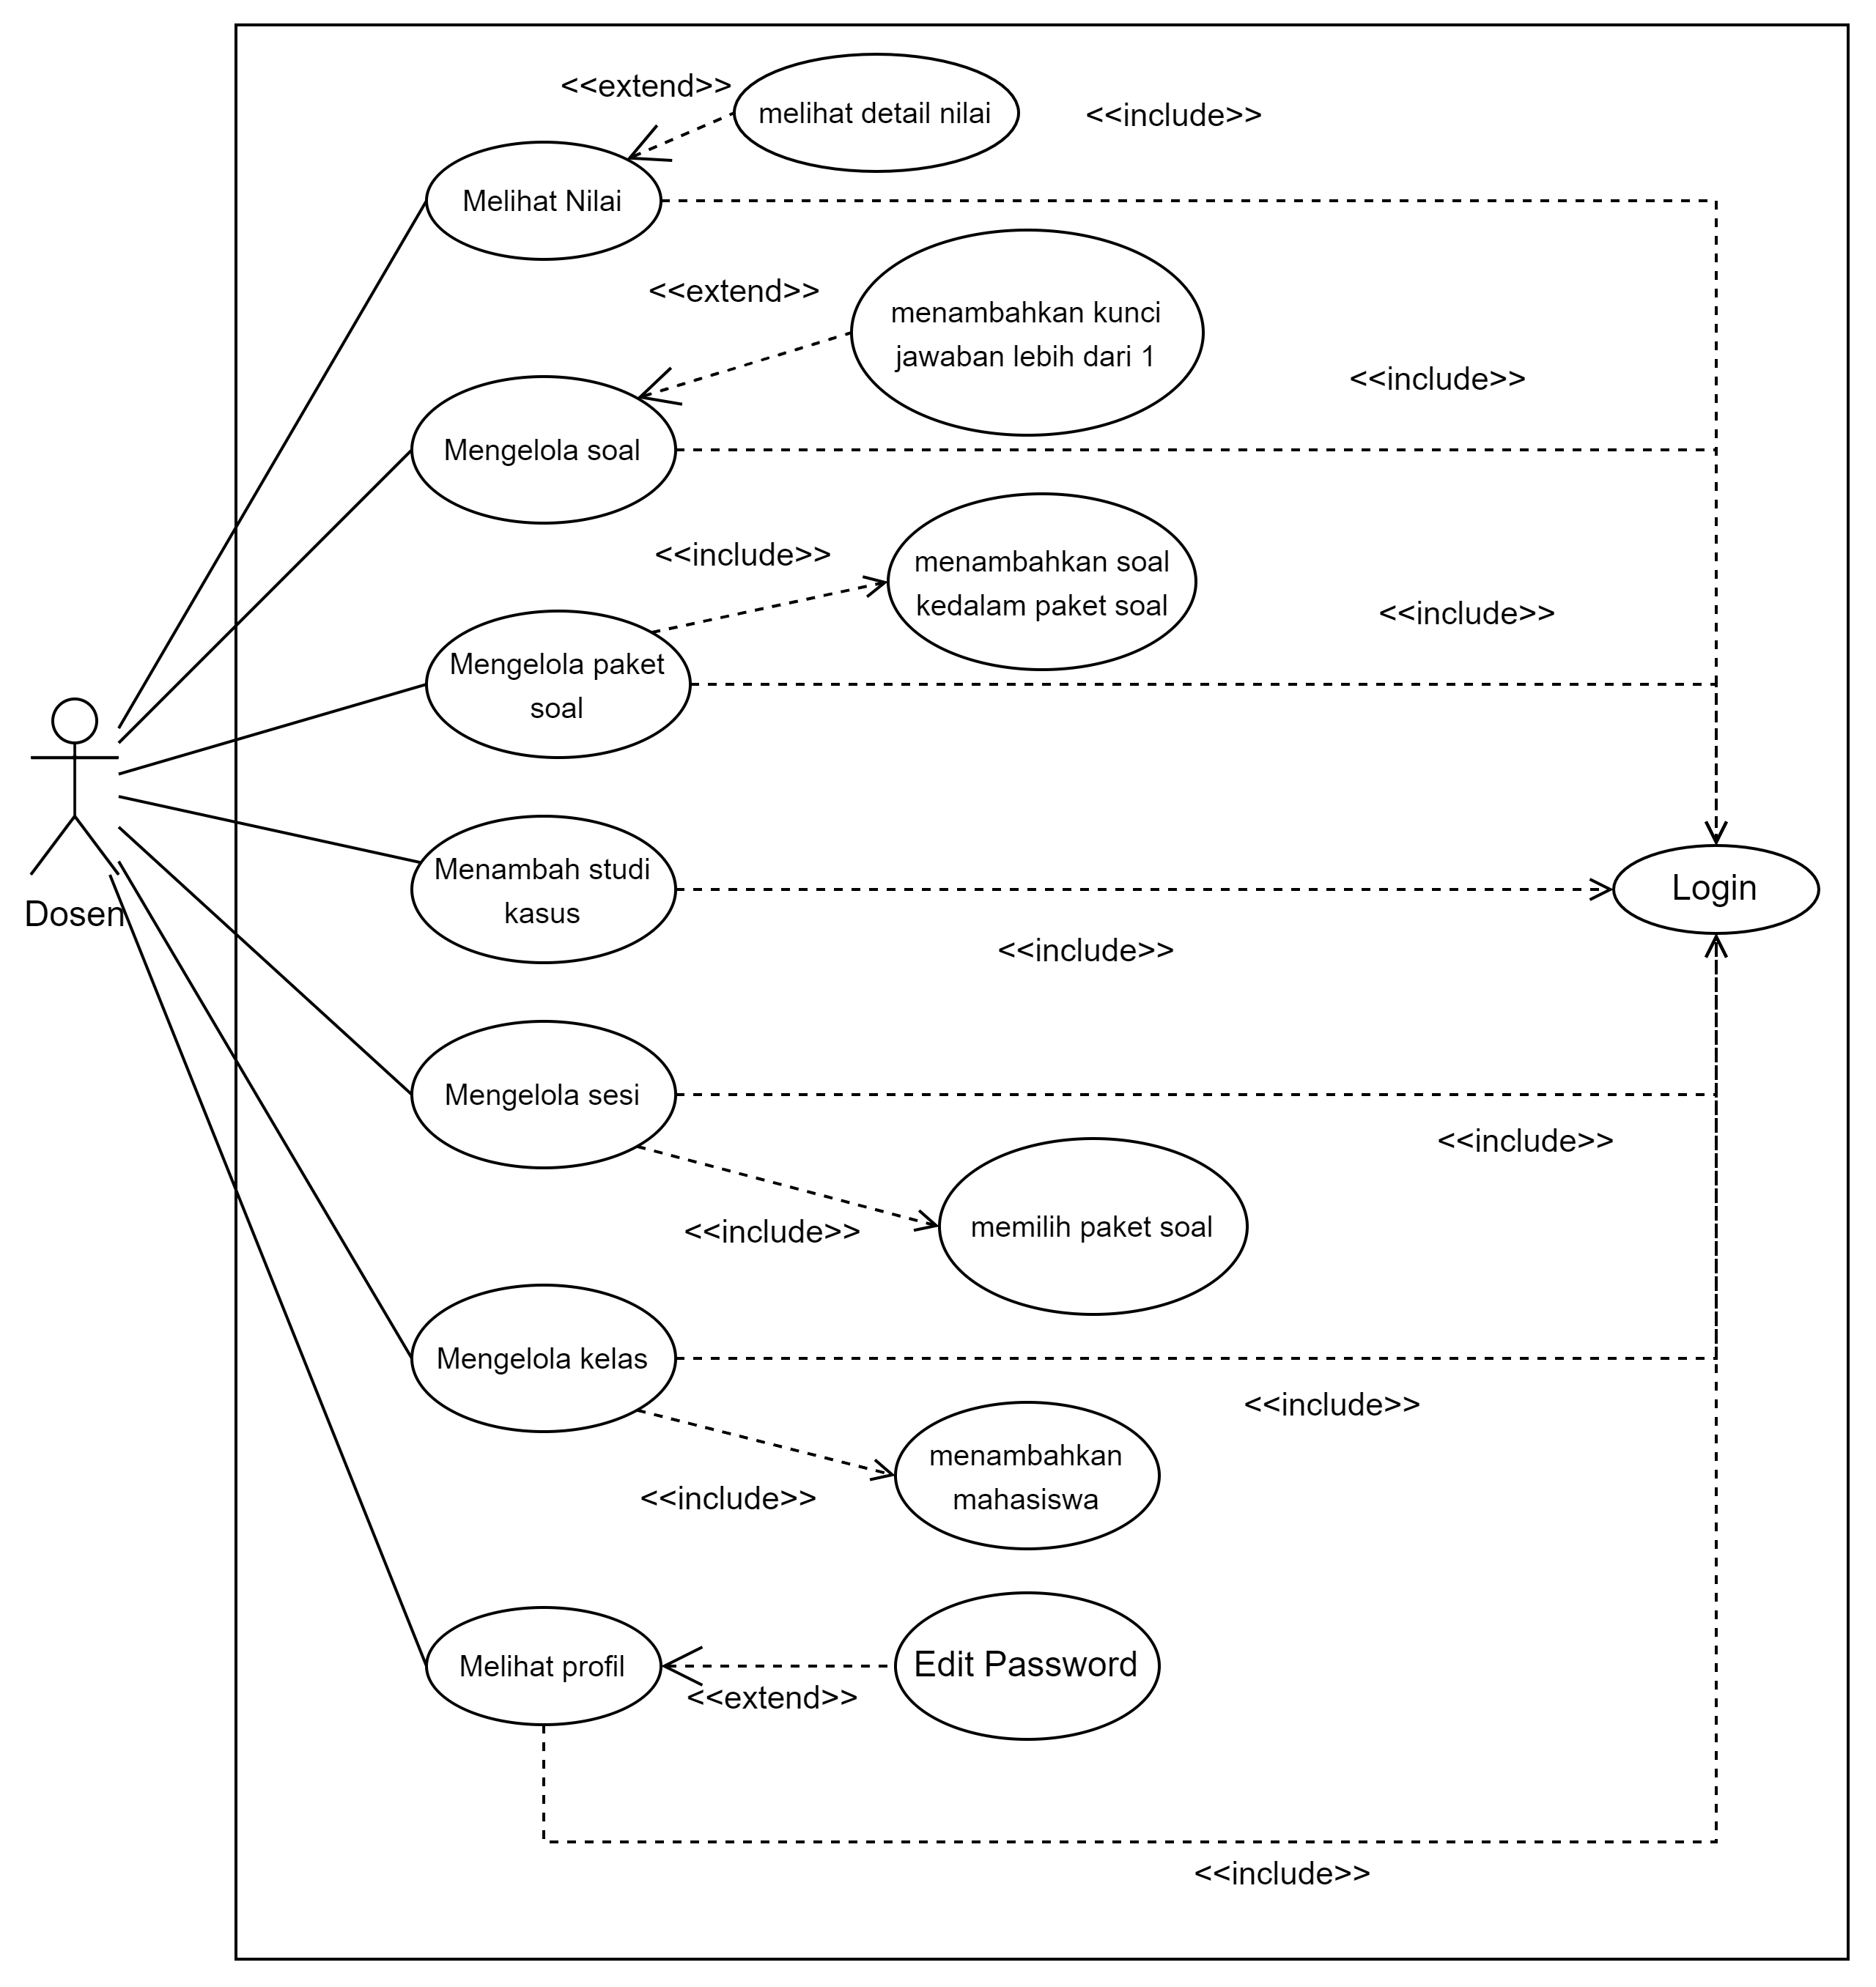 <<extend>>
melihat detail nilai
<<include>>
Melihat Nilai
<<extend>>
menambahkan kunci
jawaban lebih dari 1
<<include>>
Mengelola soal
<<include>>
menambahkan soal
kedalam paket soal
<<include>>
Mengelola paket
soal
Dosen
Menambah studi
kasus
Login
<<include>>
Mengelola sesi
<<include>>
<<include>>
memilih paket soal
Mengelola kelas
<<include>>
<<include>>
menambahkan
mahasiswa
Melihat profil
Edit Password
<<extend>>
<<include>>